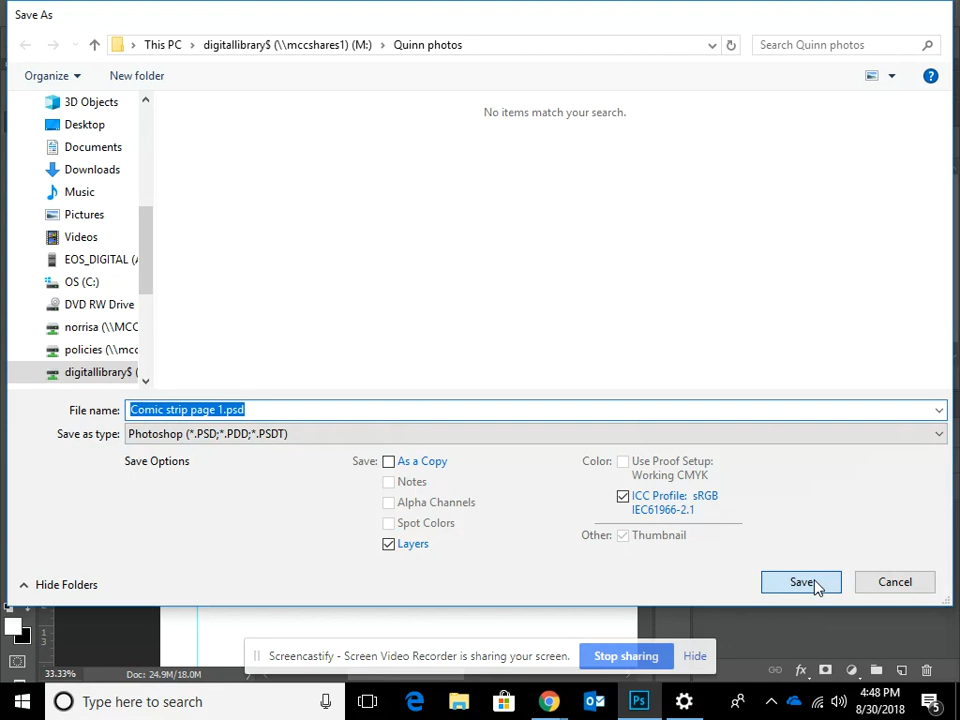 Save As
This PC > digitallibrary$ (\\mccshares1) (M:) > Quinn photos
Search Quinn photos
Organize
New folder
No items match your search.
3D Objects
Desktop
Documents
Downloads
Music
Pictures
Videos
EOS_DIGITAL (
OS (C:)
DVD RW Drive
norrisa (\\MCC
policies (\\mcc
digitallibrary$ (
File name:
Comic strip page 1.psd
Save as type:
Photoshop (*.PSD;*.PDD;*.PSDT)
Save Options
Save:
As a Copy
Notes
Alpha Channels
Spot Colors
Layers
Color:
Use Proof Setup:
Working CMYK
ICC Profile: sRGB
IEC61966-2.1
Other:
Thumbnail
Hide Folders
Save
Cancel
Screencastify - Screen Video Recorder is sharing your screen.
Stop sharing
Hide
33.33%
Doc: 24.9M/18.0M
Type here to search
4:48 PM
8/30/2018
5